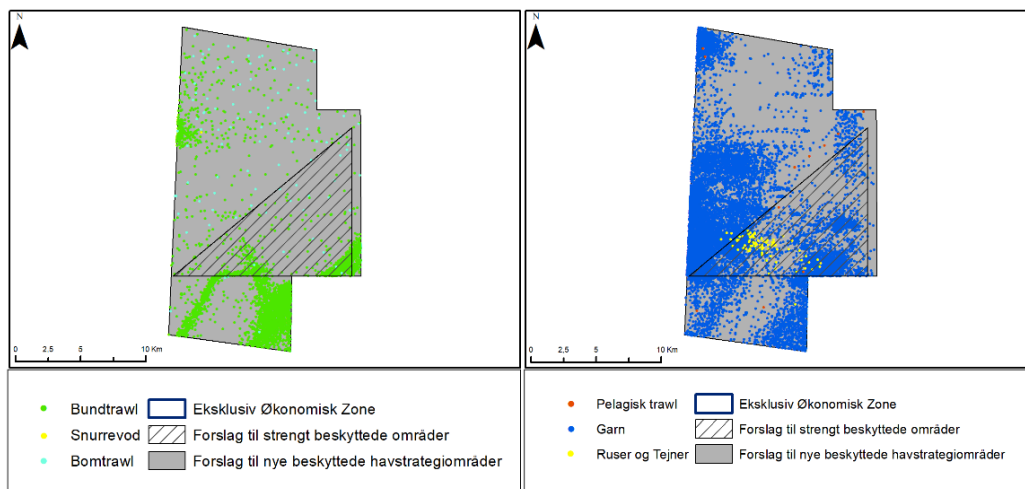 N
0 2,5 5 10 Km
Bundtrawl Eksklusiv Økonomisk Zone
Snurrevod Forslag til strengt beskyttede områder
Bomtrawl Forslag til nye beskyttede havstrategiområder
N
0 2,5 5 10 Km
Pelagisk trawl Eksklusiv Økonomisk Zone
Garn Forslag til strengt beskyttede områder
Ruser og Tejner Forslag til nye beskyttede havstrategiområder